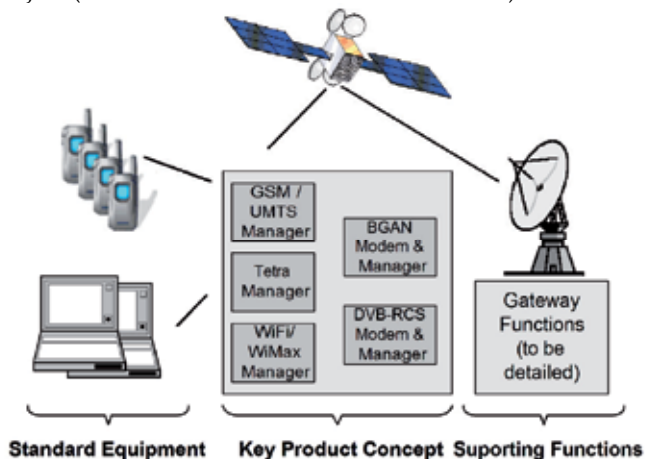 GSM /
UMTS
Manager
Tetra
Manager
WiFi/
WiMax
Manager
BGAN
Modem &
Manager
DVB-RCS
Modem &
Manager
Gateway
Functions
(to be
detailed)
Standard Equipment
Key Product Concept
Suporting Functions